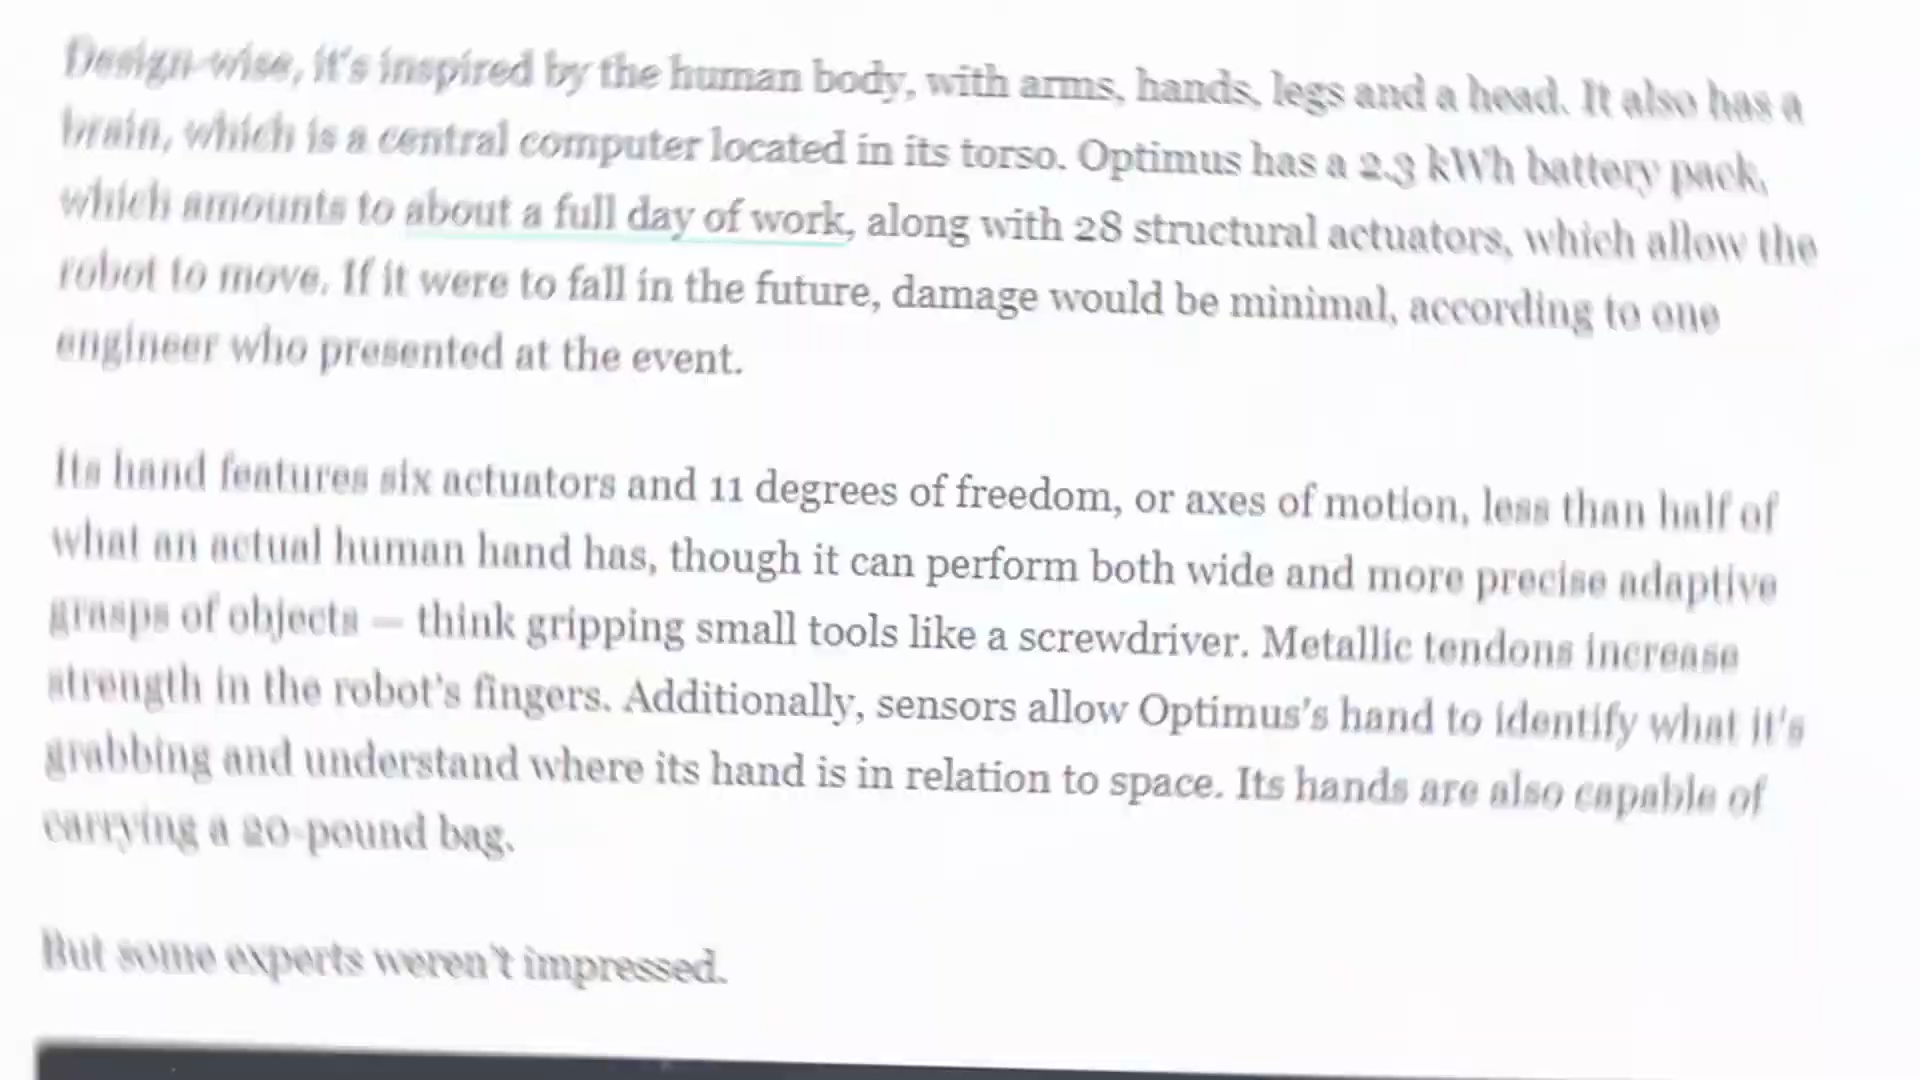 Design-wise, it's inspired by the human body, with arms, hands, legs and a head. It also has a
brain, which is a central computer located in its torso. Optimus has a 2.3 kWh battery pack,
which amounts to about a full day of work, along with 28 structural actuators, which allow the
robot to move. If it were to fall in the future, damage would be minimal, according to one
engineer who presented at the event.
Its hand features six actuators and 11 degrees of freedom, or axes of motion, less than half of
what an actual human hand has, though it can perform both wide and more precise adaptive
grasps of objects — think gripping small tools like a screwdriver. Metallic tendons increase
strength in the robot's fingers. Additionally, sensors allow Optimus's hand to identify what it's
grabbing and understand where its hand is in relation to space. Its hands are also capable of
carrying a 20-pound bag.
But some experts weren't impressed.